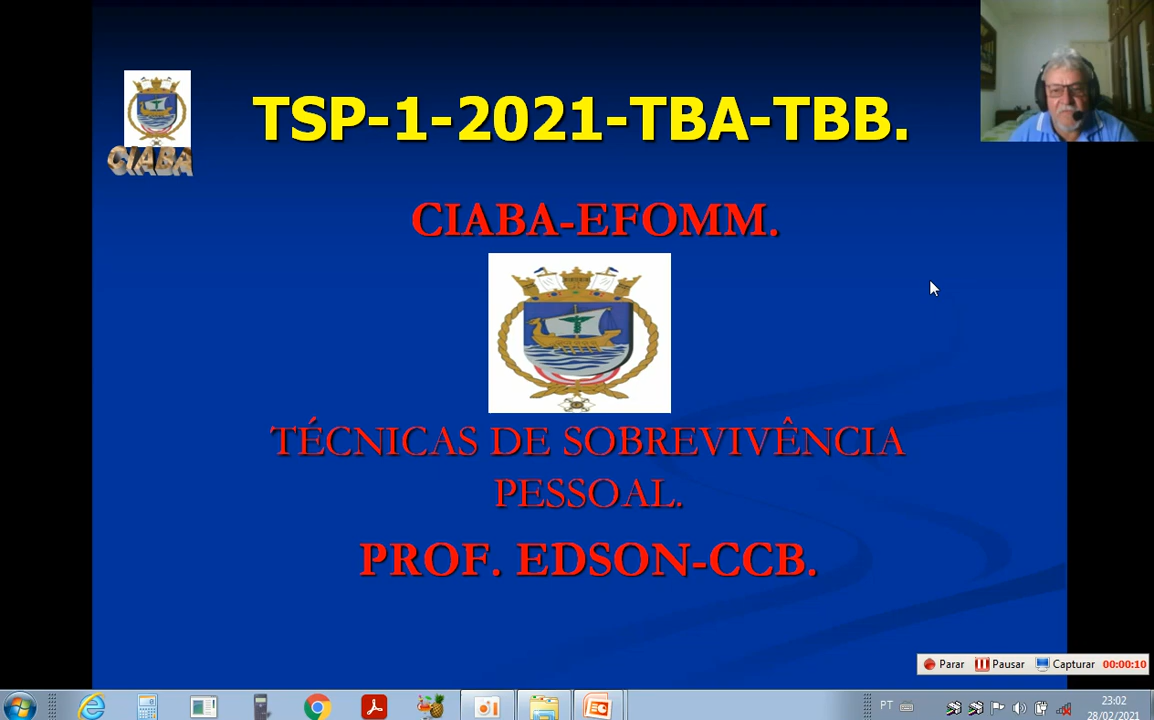 TSP-1-2021-TBA-TBB.
CIABA
CIABA-EFOMM.
TÉCNICAS DE SOBREVIVÊNCIA
PESSOAL.
PROF. EDSON-CCB.
Parar Pausar Capturar 00:00:10
PT
23:02
28/02/2021